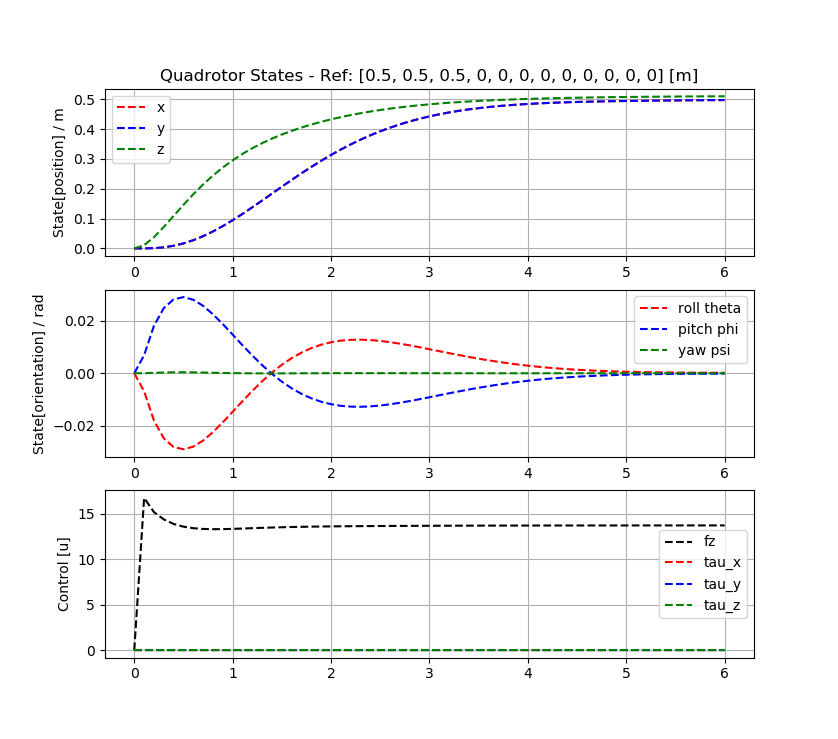 Quadrotor States - Ref: [0.5, 0.5, 0.5, 0, 0, 0, 0, 0, 0, 0, 0, 0] [m]
State[position] / m
0.5
0.4
0.3
0.2
0.1
0.0
x
y
z
0 1 2 3 4 5 6
State[orientation] / rad
0.02
0.00
−0.02
roll theta
pitch phi
yaw psi
0 1 2 3 4 5 6
Control [u]
15
10
5
0
fz
tau_x
tau_y
tau_z
0 1 2 3 4 5 6